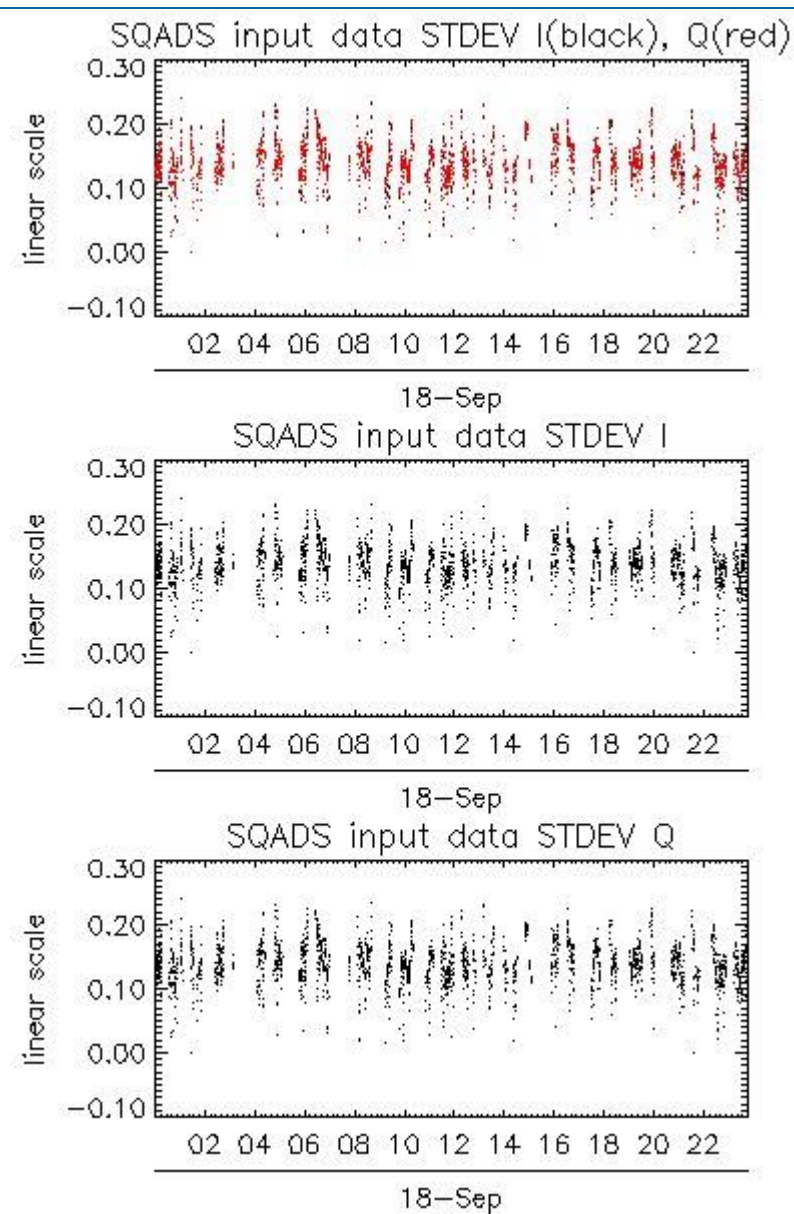 SQADS input data STDEV I(black), Q(red)
0.30
0.20
0.10
0.00
-0.10
linear scale
02 04 06 08 10 12 14 16 18 20 22
18-Sep
SQADS input data STDEV I
0.30
0.20
0.10
0.00
-0.10
linear scale
02 04 06 08 10 12 14 16 18 20 22
18-Sep
SQADS input data STDEV Q
0.30
0.20
0.10
0.00
-0.10
linear scale
02 04 06 08 10 12 14 16 18 20 22
18-Sep